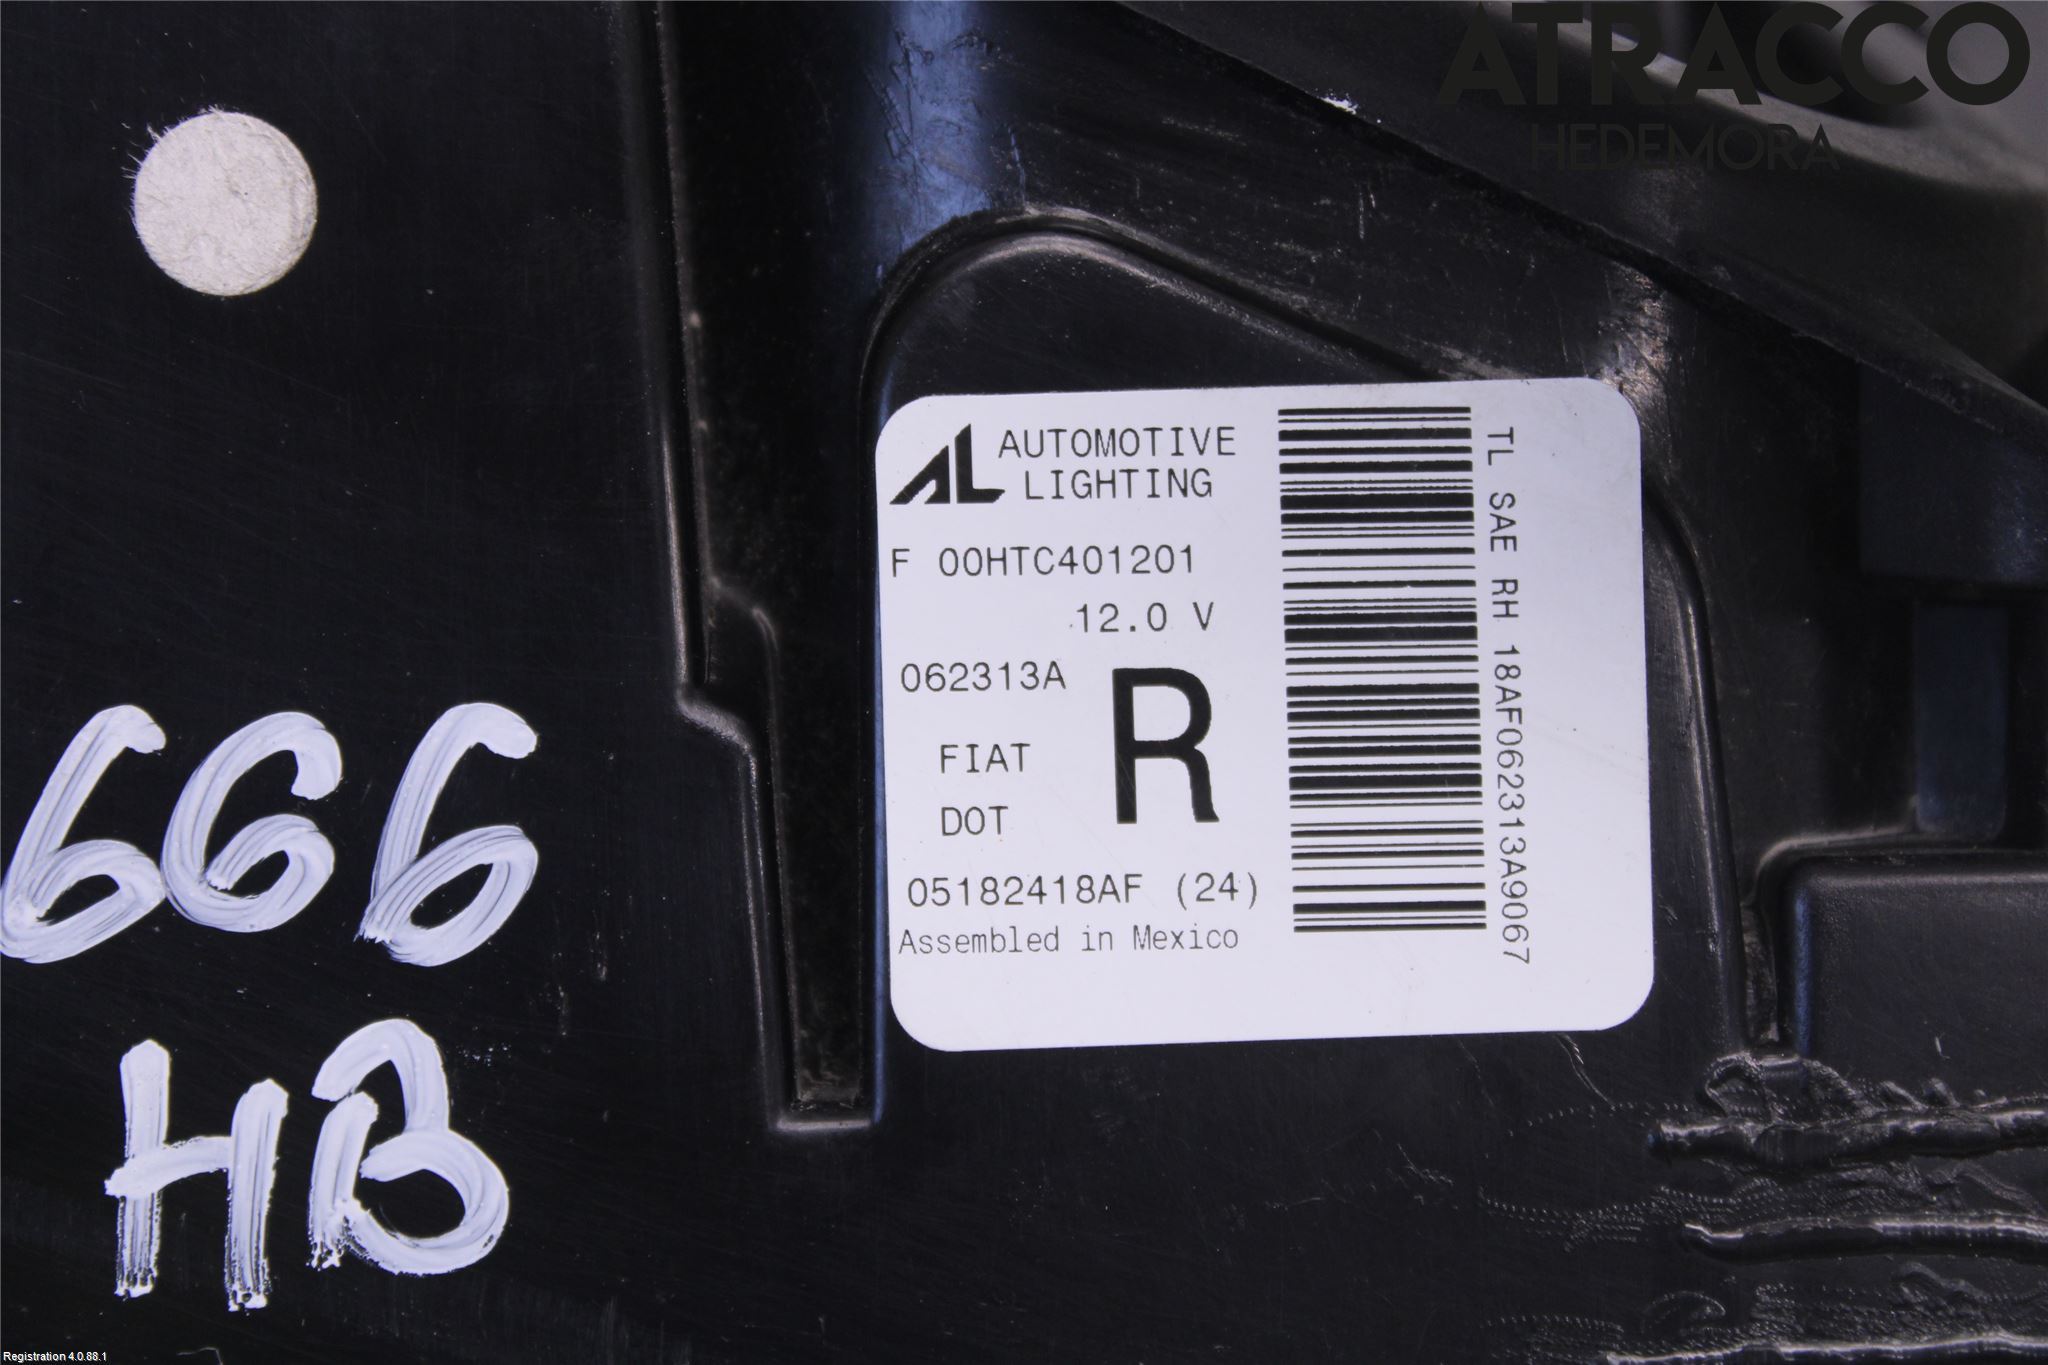 ATRACCO
HEDEMORA
AL AUTOMOTIVE
LIGHTING
F 00HTC401201
12.0 V
062313A
R
FIAT
DOT
05182418AF (24)
Assembled in Mexico
TL SAE RH 18AF062313A9067
666
HB
Registration 4.0.88.1